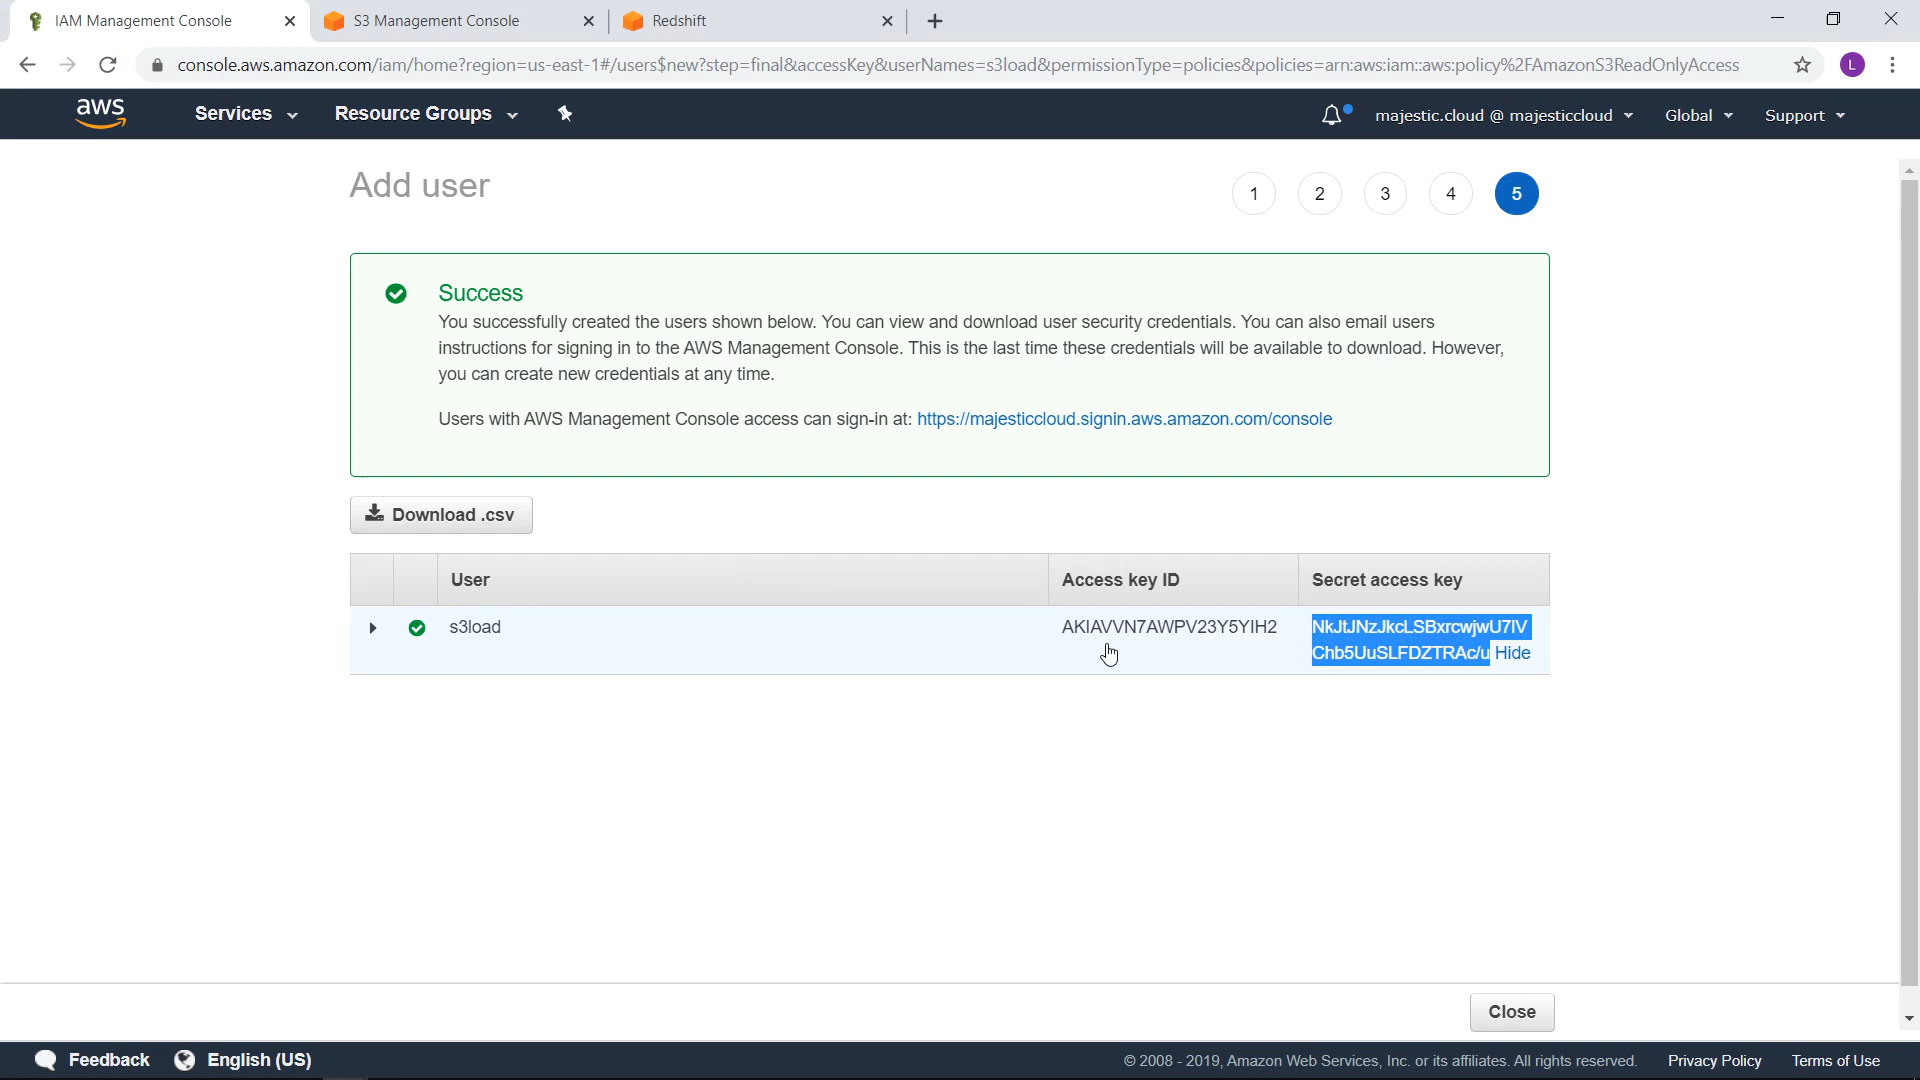 IAM Management Console
S3 Management Console
Redshift
console.aws.amazon.com/iam/home?region=us-east-1#/users$new?step=final&accessKey&userNames=s3load&permissionType=policies&policies=arn:aws:iam::aws:policy%2FAmazonS3ReadOnlyAccess
L
aws
Services
Resource Groups
majestic.cloud @ majesticcloud
Global
Support
Add user
1 2 3 4 5
Success
You successfully created the users shown below. You can view and download user security credentials. You can also email users
instructions for signing in to the AWS Management Console. This is the last time these credentials will be available to download. However,
you can create new credentials at any time.
Users with AWS Management Console access can sign-in at: https://majesticcloud.signin.aws.amazon.com/console
Download .csv
User Access key ID Secret access key
s3load AKIAVVN7AWPV23Y5YIH2
Hide
Close
Feedback
English (US)
© 2008 - 2019, Amazon Web Services, Inc. or its affiliates. All rights reserved.
Privacy Policy
Terms of Use